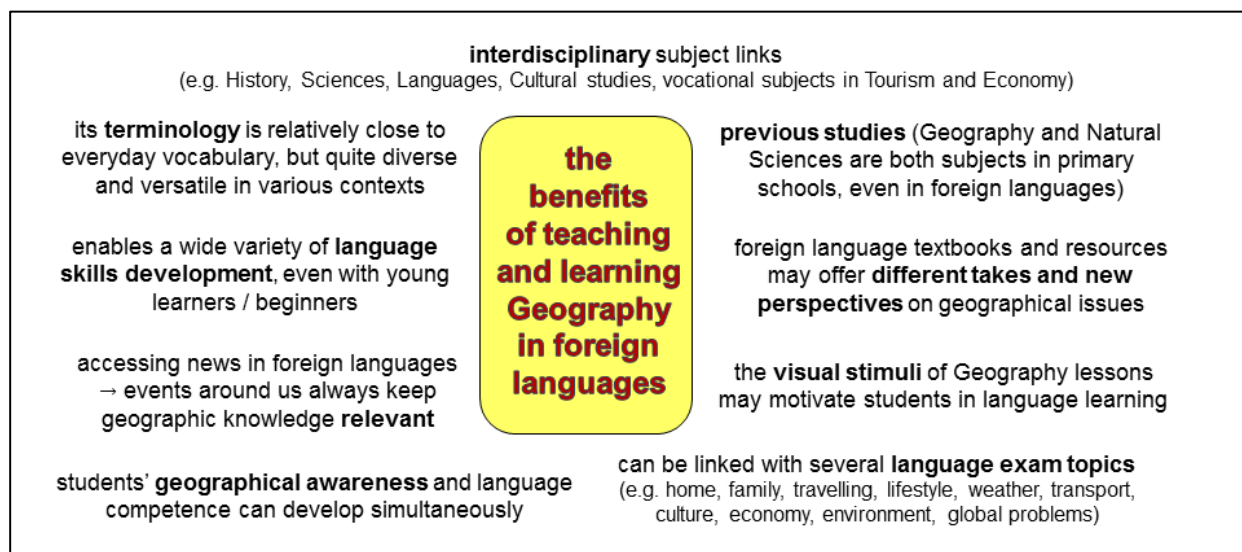 interdisciplinary subject links
(e.g. History, Sciences, Languages, Cultural studies, vocational subjects in Tourism and Economy)
its terminology is relatively close to
everyday vocabulary, but quite diverse
and versatile in various contexts
enables a wide variety of language
skills development, even with young
learners / beginners
accessing news in foreign languages
→ events around us always keep
geographic knowledge relevant
students’ geographical awareness and language
competence can develop simultaneously
the
benefits
of teaching
and learning
Geography
in foreign
languages
previous studies (Geography and Natural
Sciences are both subjects in primary
schools, even in foreign languages)
foreign language textbooks and resources
may offer different takes and new
perspectives on geographical issues
the visual stimuli of Geography lessons
may motivate students in language learning
can be linked with several language exam topics
(e.g. home, family, travelling, lifestyle, weather, transport,
culture, economy, environment, global problems)